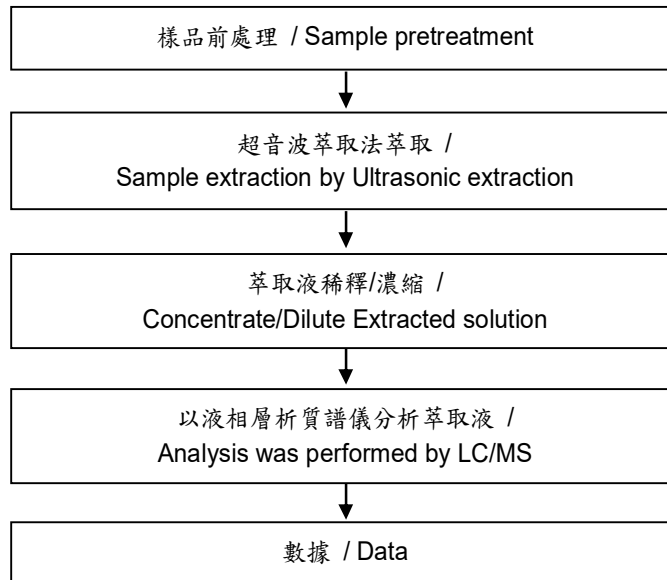 樣品前處理 / Sample pretreatment
超音波萃取法萃取 /
Sample extraction by Ultrasonic extraction
萃取液稀釋/濃縮 /
Concentrate/Dilute Extracted solution
以液相層析質譜儀分析萃取液 /
Analysis was performed by LC/MS
數據 / Data